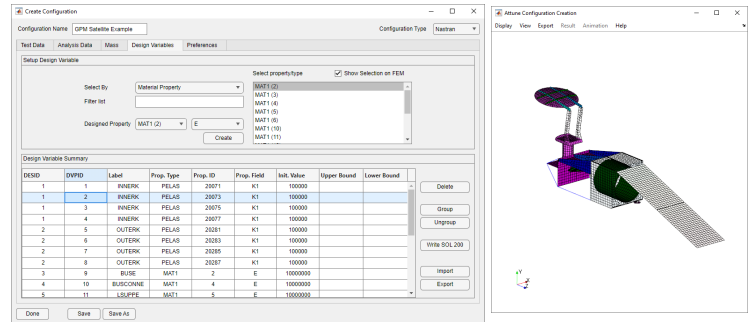 Create Configuration
Configuration Name GPM Satellite Example Configuration Type Nastran
Test Data Analysis Data Mass Design Variables Preferences
Setup Design Variable
Select property/type Show Selection on FEM
Select By Material Property
Filter list
Designed Property MAT1 (2) E
Create
MAT1 (2)
MAT1 (3)
MAT1 (4)
MAT1 (5)
MAT1 (6)
MAT1 (10)
MAT1 (11)
Design Variable Summary
DESID DVPID Label Prop. Type Prop. ID Prop. Field Init. Value Upper Bound Lower Bound
1 1 INNERK PELAS 20071 K1 100000
1 2 INNERK PELAS 20073 K1 100000
1 3 INNERK PELAS 20075 K1 100000
1 4 INNERK PELAS 20077 K1 100000
2 5 OUTERK PELAS 20281 K1 100000
2 6 OUTERK PELAS 20283 K1 100000
2 7 OUTERK PELAS 20285 K1 100000
2 8 OUTERK PELAS 20287 K1 100000
3 9 BUSE MAT1 2 E 10000000
4 10 BUSCONNE MAT1 4 E 10000000
5 11 LSUPPE MAT1 5 E 10000000
Delete
Group
Ungroup
Write SOL 200
Import
Export
Done Save Save As
Attune Configuration Creation
Display View Export Result Animation Help
Y